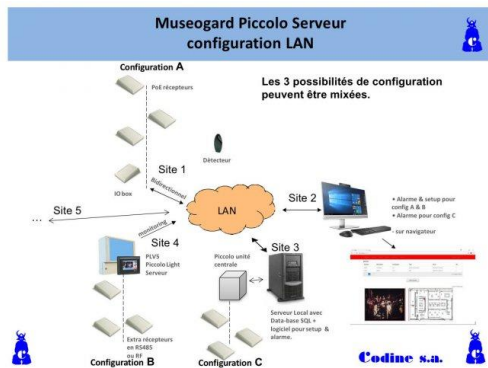 Museogard Piccolo Serveur
configuration LAN
Configuration A
PoE récepteurs
Les 3 possibilités de configuration
peuvent être mixées.
Détecteur
IO box
Site 1
Bidirectionnel
LAN
Site 2
• Alarme & setup pour
config A & B
• Alarme pour config C
- sur navigateur
... Site 5
monitoring
Site 4
PLV5
Piccolo Light
Serveur
Site 3
Piccolo unité
centrale
Serveur Local avec
Data-base SQL +
logiciel pour setup &
alarme.
Extra récepteurs
en RS485
ou RF
Configuration B
Configuration C
Codine s.a.